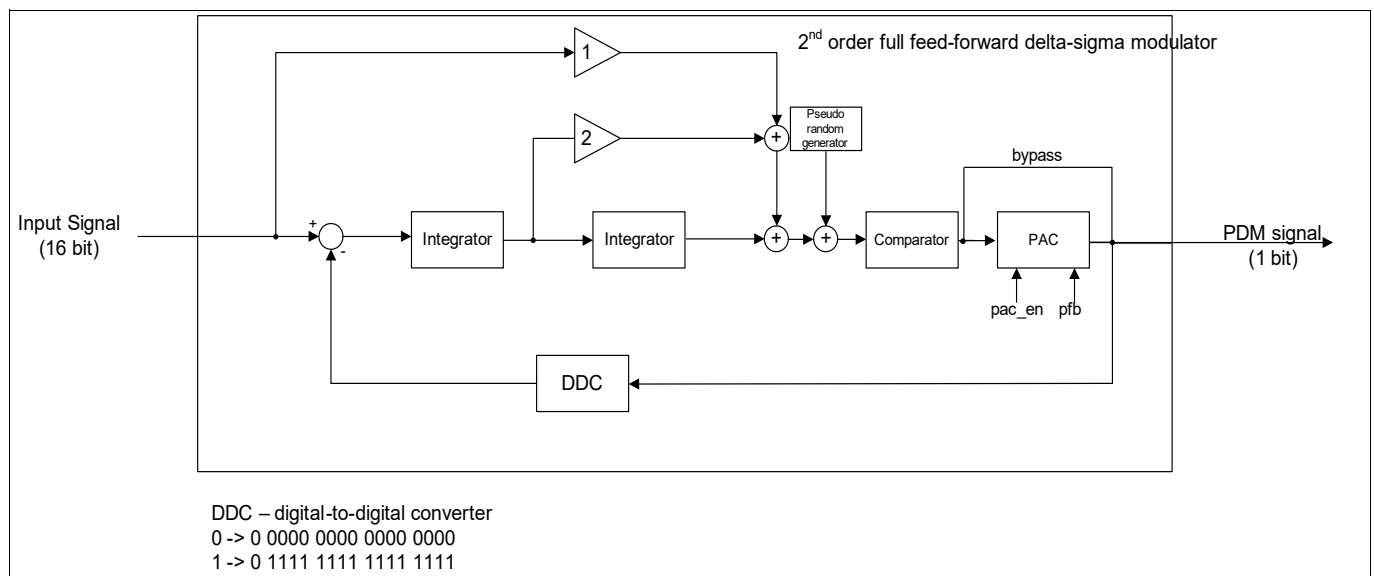 2nd order full feed-forward delta-sigma modulator
1
2
+
Pseudo
random
generator
bypass
Input Signal
(16 bit)
+
-
Integrator
Integrator
+
+
Comparator
PAC
PDM signal
(1 bit)
pac_en
pfb
DDC
DDC – digital-to-digital converter
0 -> 0 0000 0000 0000 0000
1 -> 0 1111 1111 1111 1111